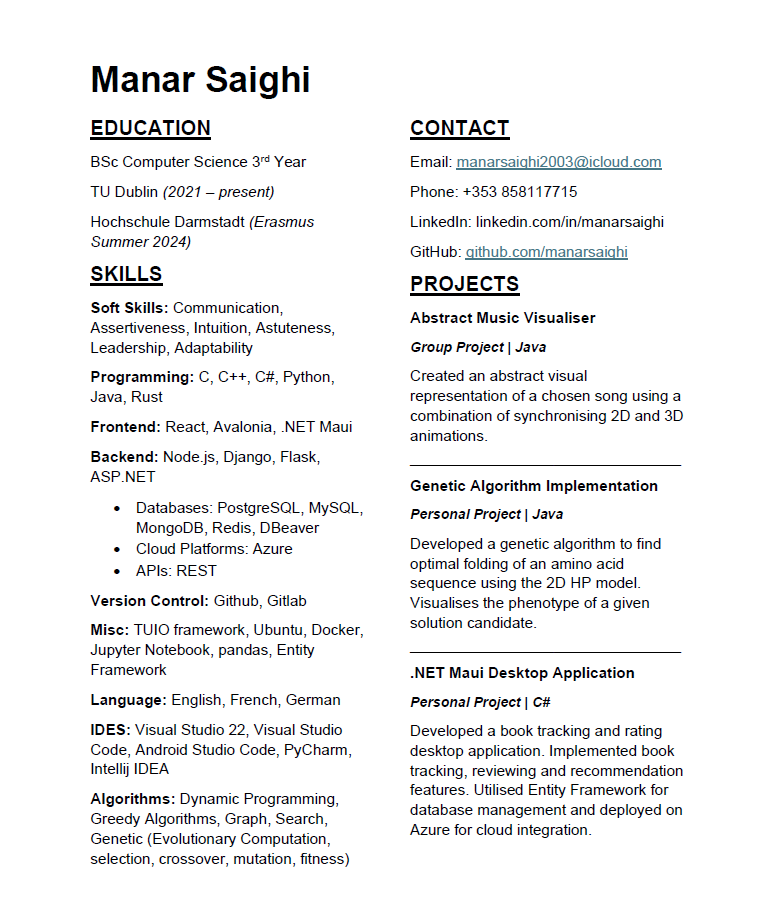 Manar Saighi
EDUCATION
BSc Computer Science 3rd Year
TU Dublin (2021 – present)
Hochschule Darmstadt (Erasmus
Summer 2024)
SKILLS
Soft Skills: Communication,
Assertiveness, Intuition, Astuteness,
Leadership, Adaptability
Programming: C, C++, C#, Python,
Java, Rust
Frontend: React, Avalonia, .NET Maui
Backend: Node.js, Django, Flask,
ASP.NET
• Databases: PostgreSQL, MySQL,
MongoDB, Redis, DBeaver
• Cloud Platforms: Azure
• APIs: REST
Version Control: Github, Gitlab
Misc: TUIO framework, Ubuntu, Docker,
Jupyter Notebook, pandas, Entity
Framework
Language: English, French, German
IDES: Visual Studio 22, Visual Studio
Code, Android Studio Code, PyCharm,
Intellij IDEA
Algorithms: Dynamic Programming,
Greedy Algorithms, Graph, Search,
Genetic (Evolutionary Computation,
selection, crossover, mutation, fitness)
CONTACT
Email: manarsaighi2003@icloud.com
Phone: +353 858117715
LinkedIn: linkedin.com/in/manarsaighi
GitHub: github.com/manarsaighi
PROJECTS
Abstract Music Visualiser
Group Project | Java
Created an abstract visual
representation of a chosen song using a
combination of synchronising 2D and 3D
animations.
Genetic Algorithm Implementation
Personal Project | Java
Developed a genetic algorithm to find
optimal folding of an amino acid
sequence using the 2D HP model.
Visualises the phenotype of a given
solution candidate.
.NET Maui Desktop Application
Personal Project | C#
Developed a book tracking and rating
desktop application. Implemented book
tracking, reviewing and recommendation
features. Utilised Entity Framework for
database management and deployed on
Azure for cloud integration.